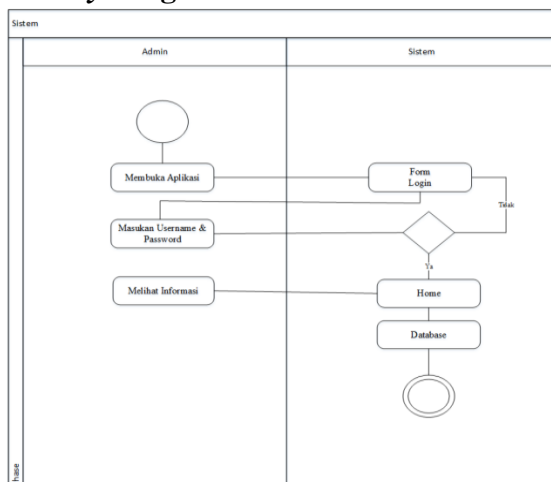 Sistem
Admin
Sistem
Membuka Aplikasi
Form
Login
Tidak
Masukan Username &
Password
Ya
Melihat Informasi
Home
Database
hase